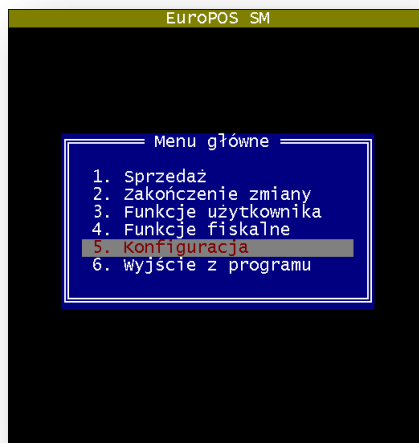 EuroPOS SM
Menu główne
1. Sprzedaż
2. Zakończenie zmiany
3. Funkcje użytkownika
4. Funkcje fiskalne
5. Konfiguracja
6. Wyjście z programu